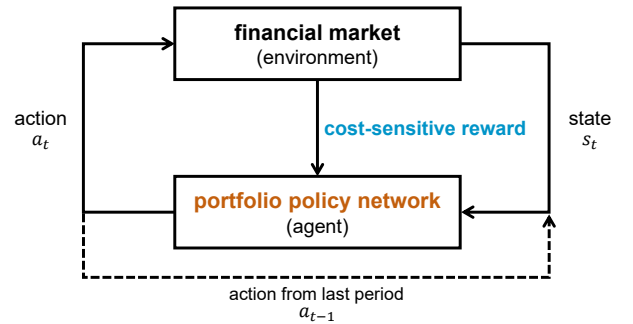 financial market
(environment)
action
a_t
cost-sensitive reward
state
s_t
portfolio policy network
(agent)
action from last period
a_{t−1}